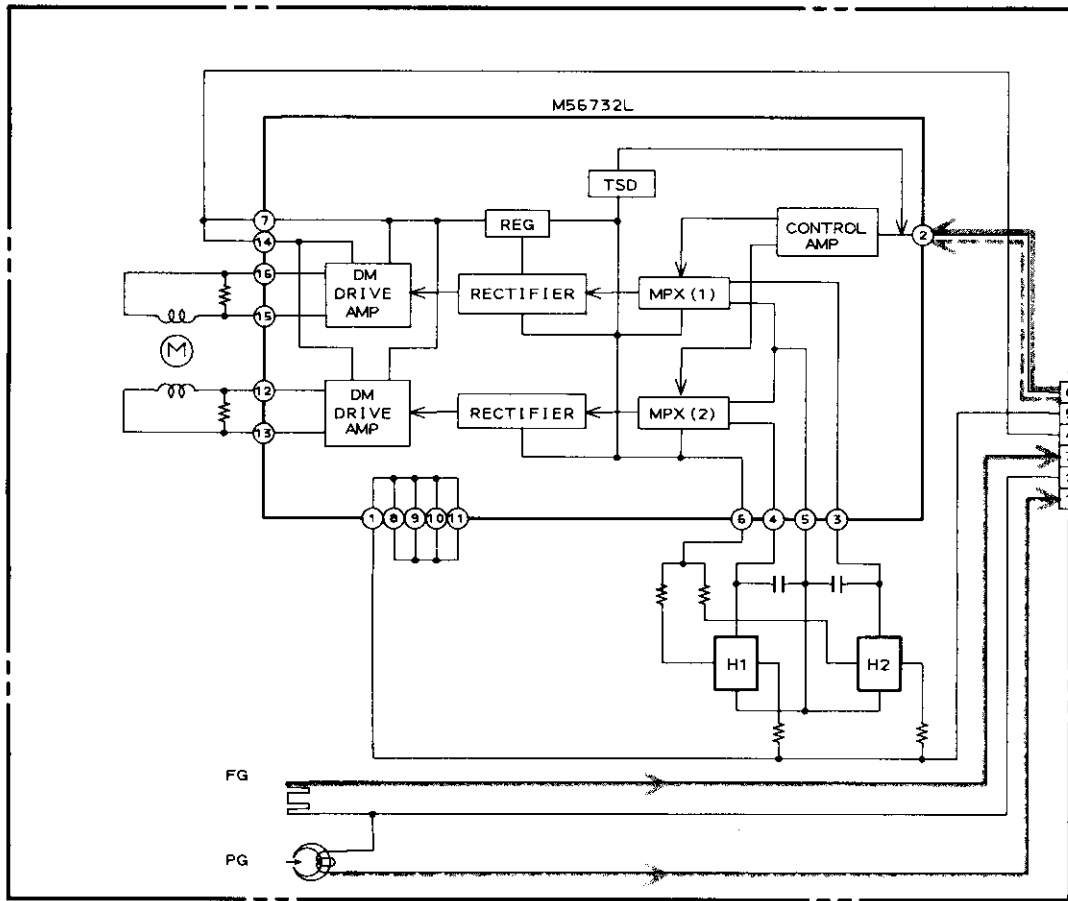 M56732L
TSD
7
REG
CONTROL
AMP
2
14
16
DM
DRIVE
AMP
RECTIFIER
MPX(1)
15
M
12
DM
DRIVE
AMP
RECTIFIER
MPX(2)
13
1
8
9
10
11
6
4
5
3
H1
H2
FG
PG